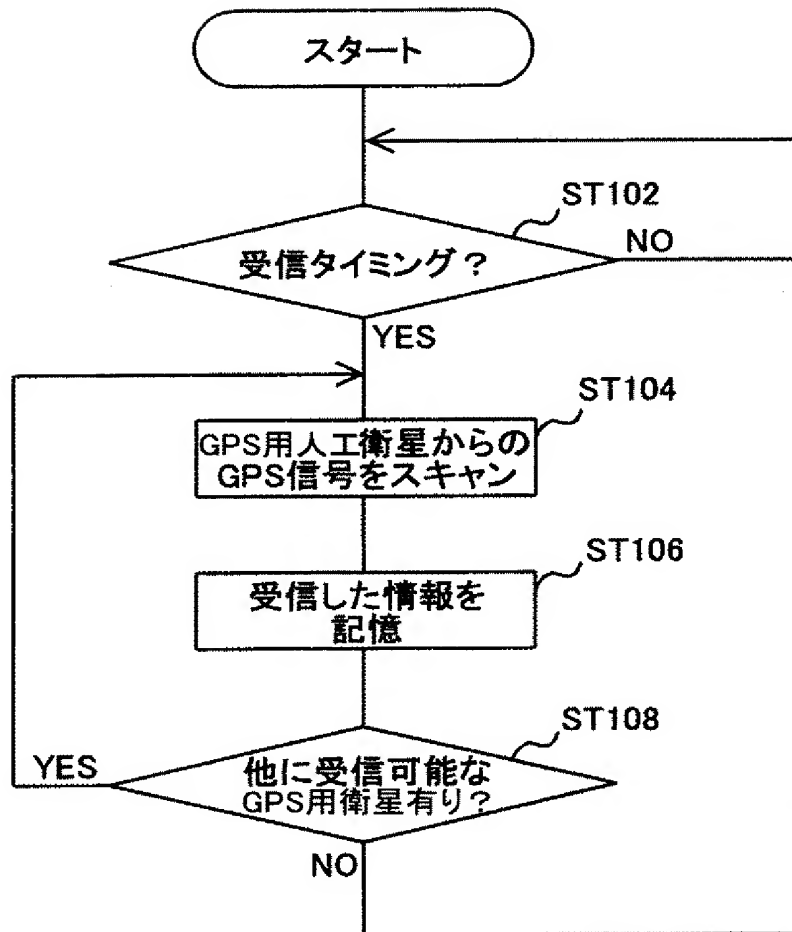 スタート
ST102
受信タイミング？
NO
YES
ST104
GPS用人工衛星からの
GPS信号をスキャン
ST106
受信した情報を
記憶
ST108
YES
他に受信可能な
GPS用衛星有り？
NO